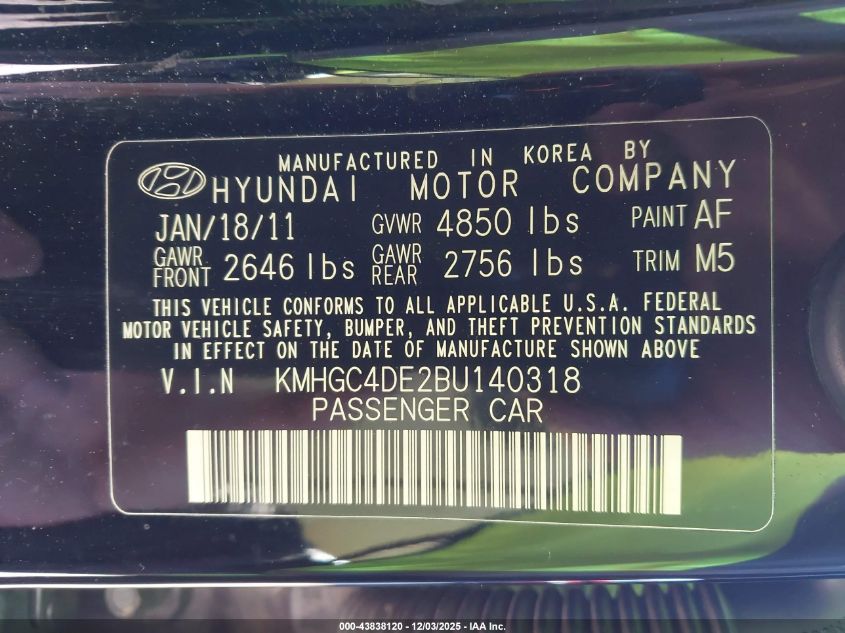 MANUFACTURED IN KOREA BY
HYUNDAI MOTOR COMPANY
JAN/18/11 GVWR 4850 lbs PAINT AF
GAWR FRONT 2646 lbs GAWR REAR 2756 lbs TRIM M5
THIS VEHICLE CONFORMS TO ALL APPLICABLE U.S.A. FEDERAL
MOTOR VEHICLE SAFETY, BUMPER, AND THEFT PREVENTION STANDARDS
IN EFFECT ON THE DATE OF MANUFACTURE SHOWN ABOVE
V.I.N KMHGC4DE2BU140318
PASSENGER CAR
000-43838120 - 12/03/2025 - IAA Inc.